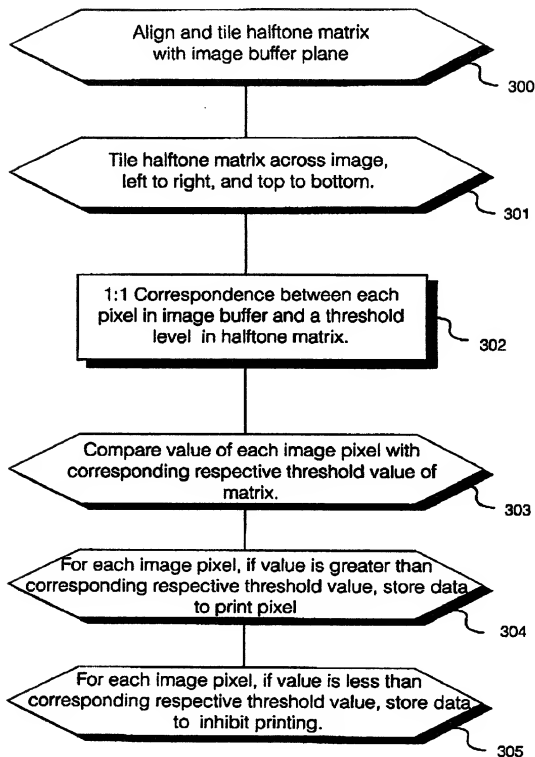 Align and tile halftone matrix
with image buffer plane
300
Tile halftone matrix across image,
left to right, and top to bottom.
301
1:1 Correspondence between each
pixel in image buffer and a threshold
level in halftone matrix.
302
Compare value of each image pixel with
corresponding respective threshold value of
matrix.
303
For each image pixel, if value is greater than
corresponding respective threshold value, store data
to print pixel
304
For each image pixel, if value is less than
corresponding respective threshold value, store data
to inhibit printing.
305